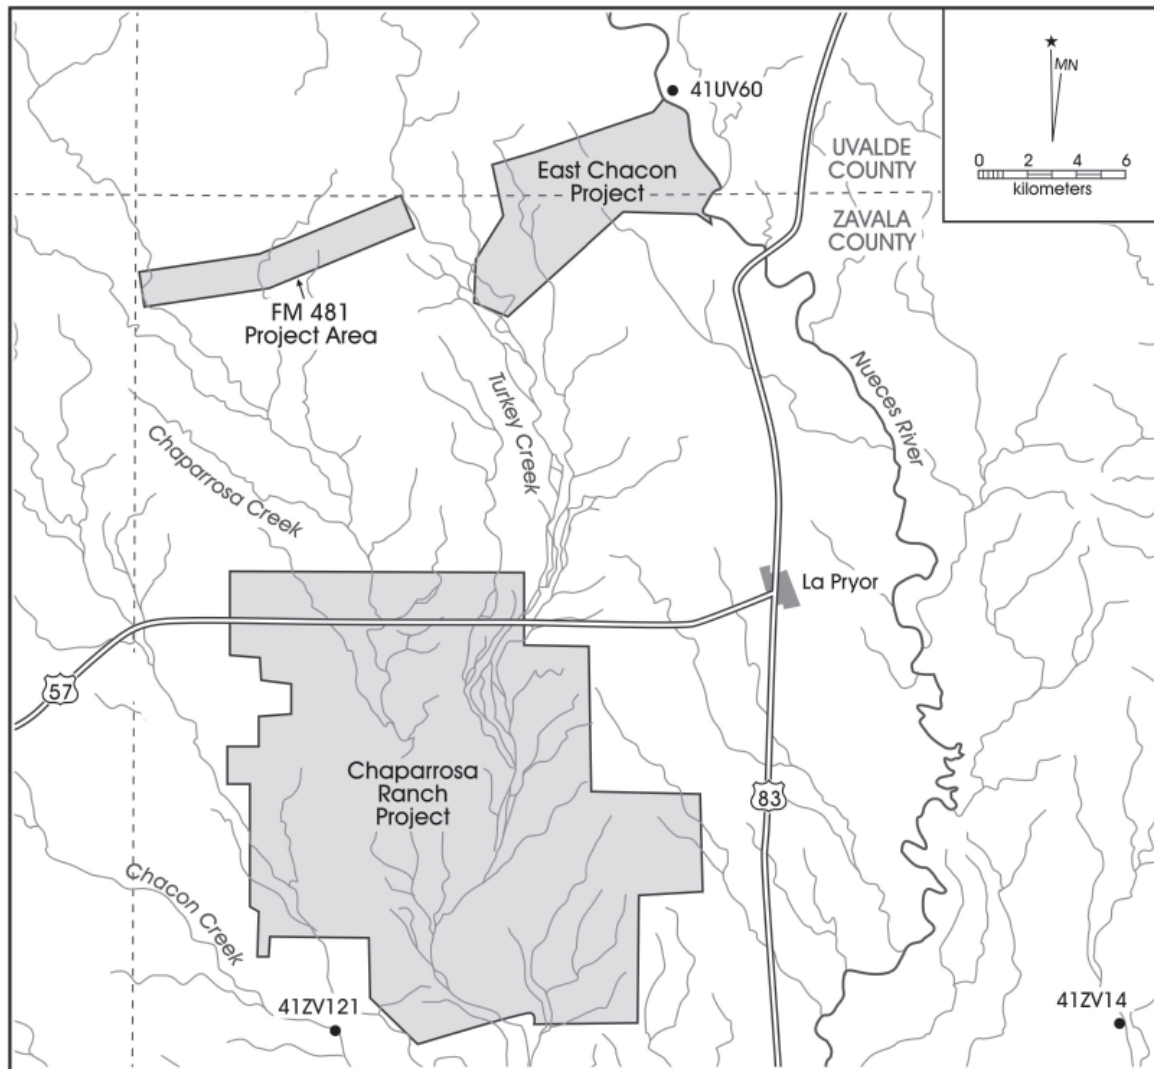 41UV60
MN
0 2 4 6
kilometers
UVALDE
COUNTY
ZAVALA
COUNTY
East Chacon
Project
FM 481
Project Area
Turkey Creek
Nueces River
Chaparrosa Creek
La Pryor
57
83
Chaparrosa
Ranch
Project
Chacon Creek
41ZV121
41ZV14